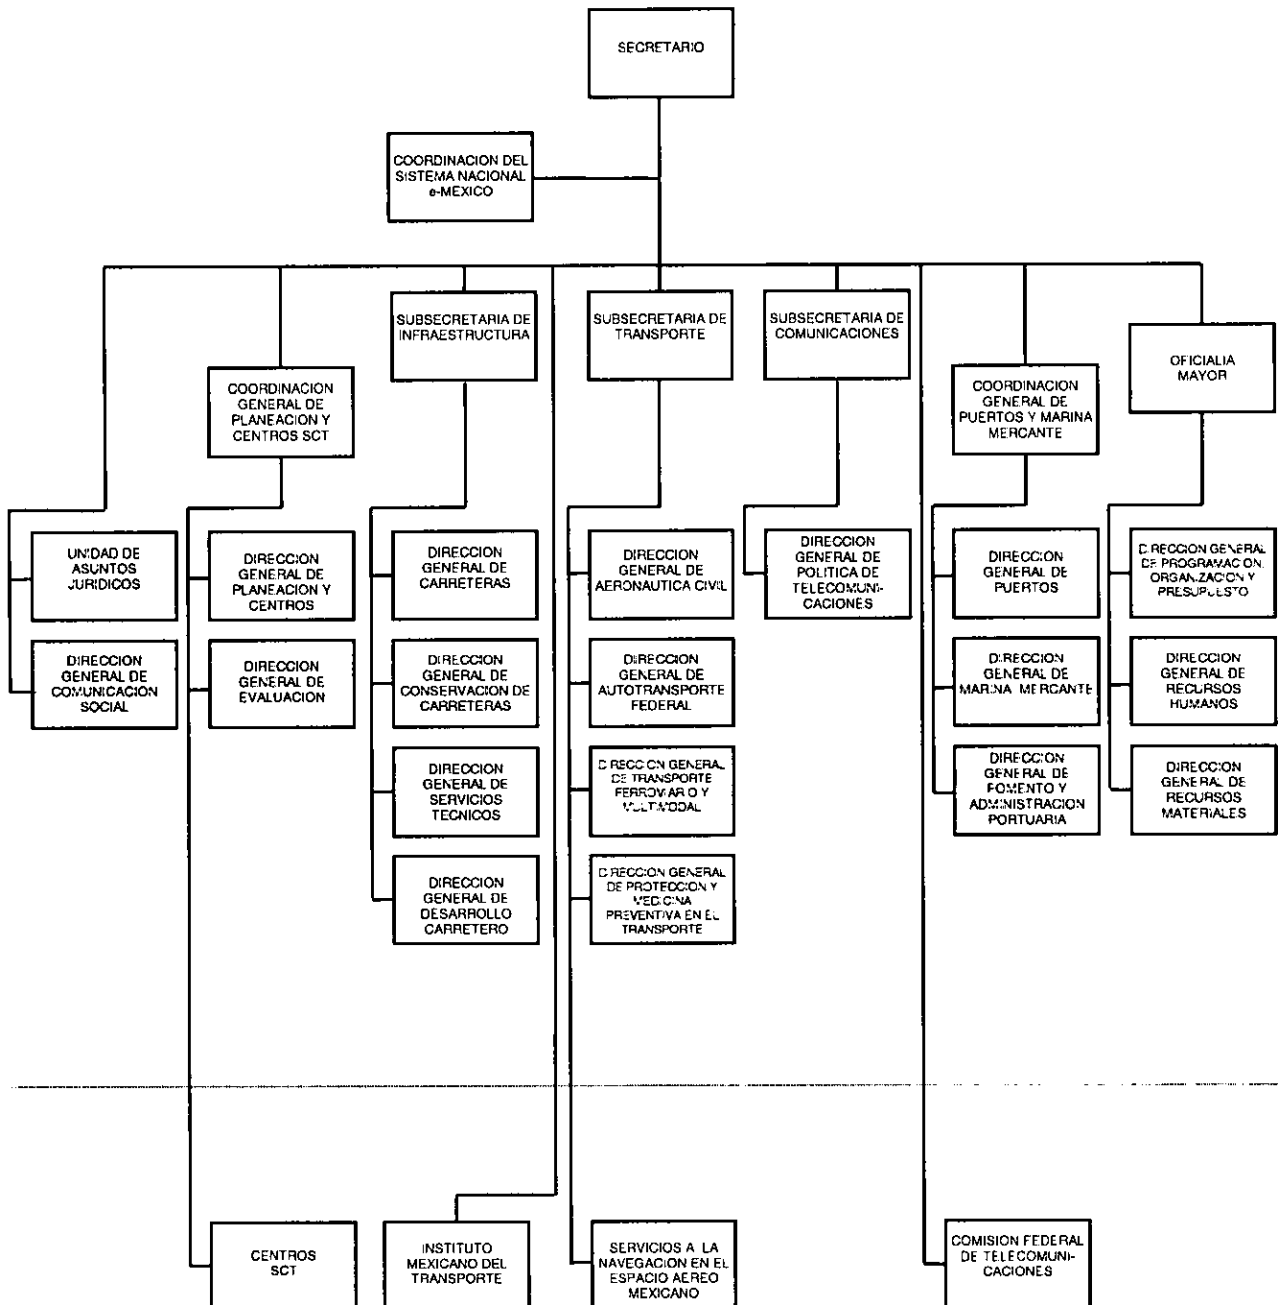 SECRETARIO
COORDINACION DEL
SISTEMA NACIONAL
e-MEXICO
SUBSECRETARIA DE
INFRAESTRUCTURA
SUBSECRETARIA DE
TRANSPORTE
SUBSECRETARIA DE
COMUNICACIONES
OFICIALIA
MAYOR
COORDINACION
GENERAL DE
PLANEACION Y
CENTROS SCT
COORDINACION
GENERAL DE
PUERTOS Y MARINA
MERCANTE
UNIDAD DE
ASUNTOS
JURIDICOS
DIRECCION
GENERAL DE
PLANEACION Y
CENTROS
DIRECCION
GENERAL DE
CARRETERAS
DIRECCION
GENERAL DE
AERONAUTICA CIVIL
DIRECCION
GENERAL DE
POLITICA DE
TELECOMUNI-
CACIONES
DIRECCION
GENERAL DE
PUERTOS
DIRECCION GENERAL
DE PROGRAMACION,
ORGANIZACION Y
PRESUPUESTO
DIRECCION
GENERAL DE
COMUNICACION
SOCIAL
DIRECCION
GENERAL DE
EVALUACION
DIRECCION
GENERAL DE
CONSERVACION DE
CARRETERAS
DIRECCION
GENERAL DE
AUTOTRANSPORTE
FEDERAL
DIRECCION
GENERAL DE
MARINA MERCANTE
DIRECCION
GENERAL DE
RECURSOS
HUMANOS
DIRECCION
GENERAL DE
SERVICIOS
TECNICOS
DIRECCION GENERAL
DE TRANSPORTE
FERROVIARIO Y
MULTIMODAL
DIRECCION
GENERAL DE
FOMENTO Y
ADMINISTRACION
PORTUARIA
DIRECCION
GENERAL DE
RECURSOS
MATERIALES
DIRECCION
GENERAL DE
DESARROLLO
CARRETERO
DIRECCION GENERAL
DE PROTECCION Y
MEDICINA
PREVENTIVA EN EL
TRANSPORTE
CENTROS
SCT
INSTITUTO
MEXICANO DEL
TRANSPORTE
SERVICIOS A LA
NAVEGACION EN EL
ESPACIO AEREO
MEXICANO
COMISION FEDERAL
DE TELECOMUNI-
CACIONES